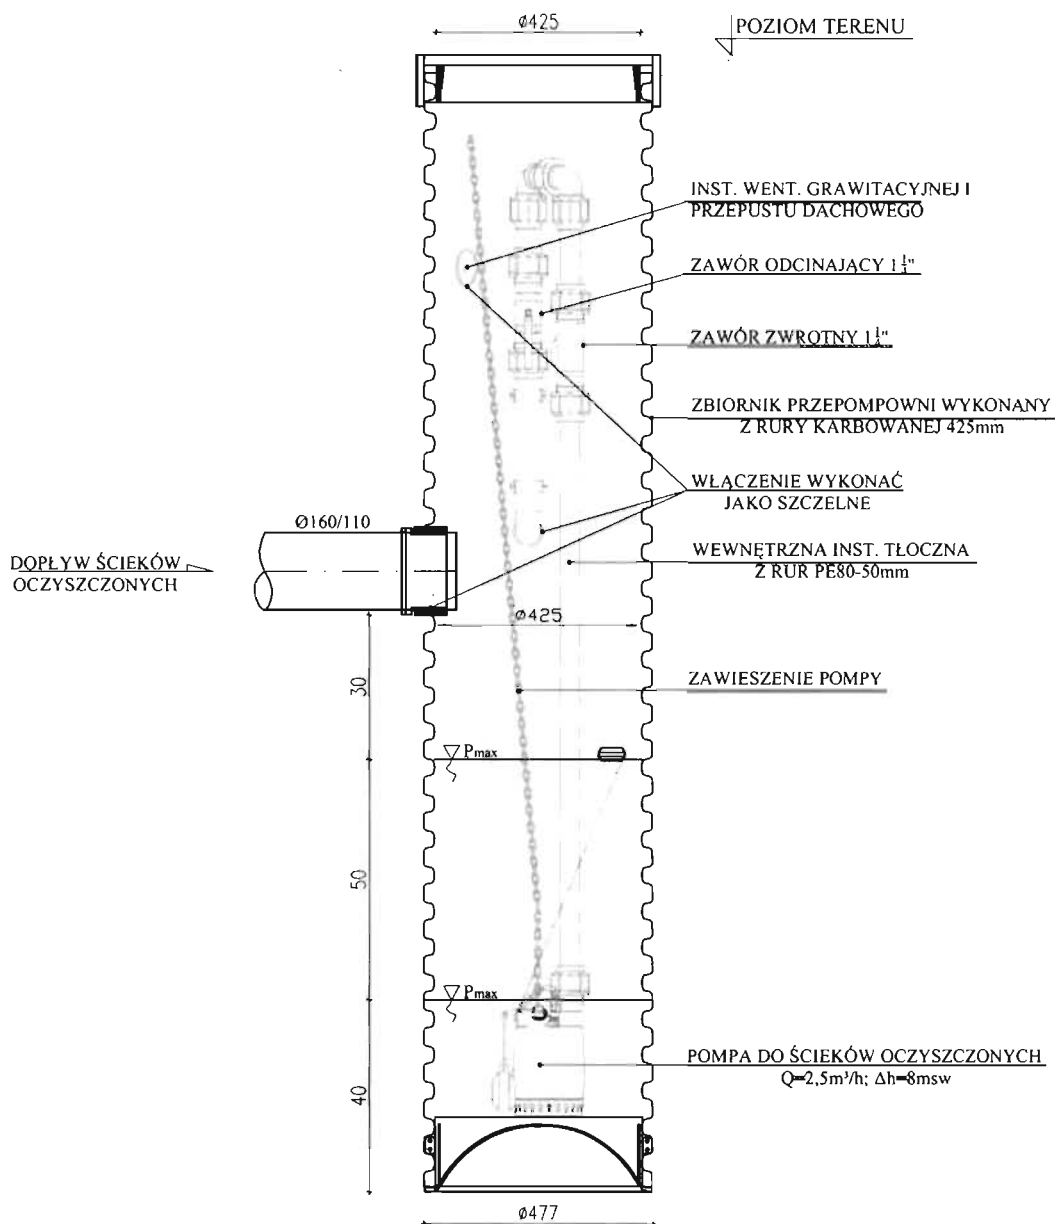 Ø425
POZIOM TERENU
INST. WENT. GRAWITACYJNEJ I
PRZEPUSTU DACHOWEGO
ZAWÓR ODCINAJĄCY 1¼"
ZAWÓR ZWROTNY 1¼"
ZBIORNIK PRZEPOMPOWNI WYKONANY
Z RURY KARBOWANEJ 425mm
WŁĄCZENIE WYKONAĆ
JAKO SZCZELNE
Ø160/110
DOPŁYW ŚCIEKÓW
OCZYSZCZONYCH
WEWNĘTRZNA INST. TŁOCZNA
Z RUR PE80-50mm
Ø425
30
ZAWIESZENIE POMPY
Pmax
50
Pmax
POMPA DO ŚCIEKÓW OCZYSZCZONYCH
Q=2,5m³/h; Δh=8msw
40
Ø477